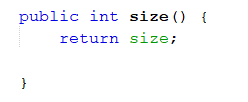 public int size() {
    return size;
}